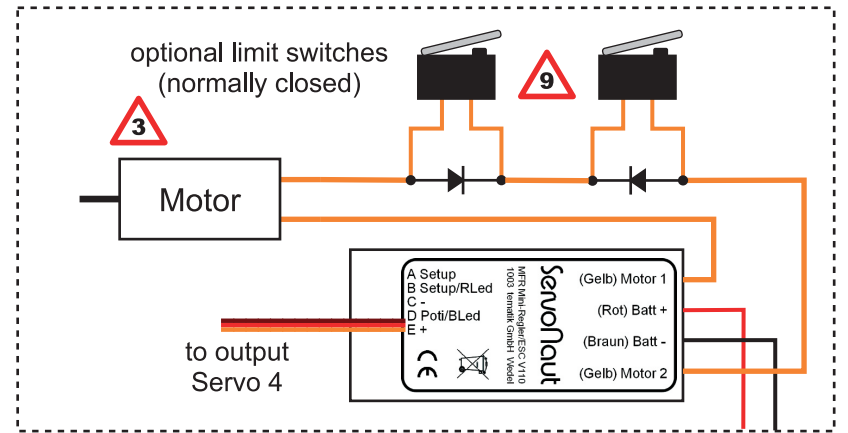 optional limit switches
(normally closed)
9
3
Motor
A Setup
B Setup/RLed
C -
D Poti/BLed
E +
MFR Mini-Regler/ESC V110
1003 tematik GmbH Wedel
ServoNaut
(Gelb) Motor 1
(Rot) Batt +
(Braun) Batt -
(Gelb) Motor 2
CE
to output
Servo 4